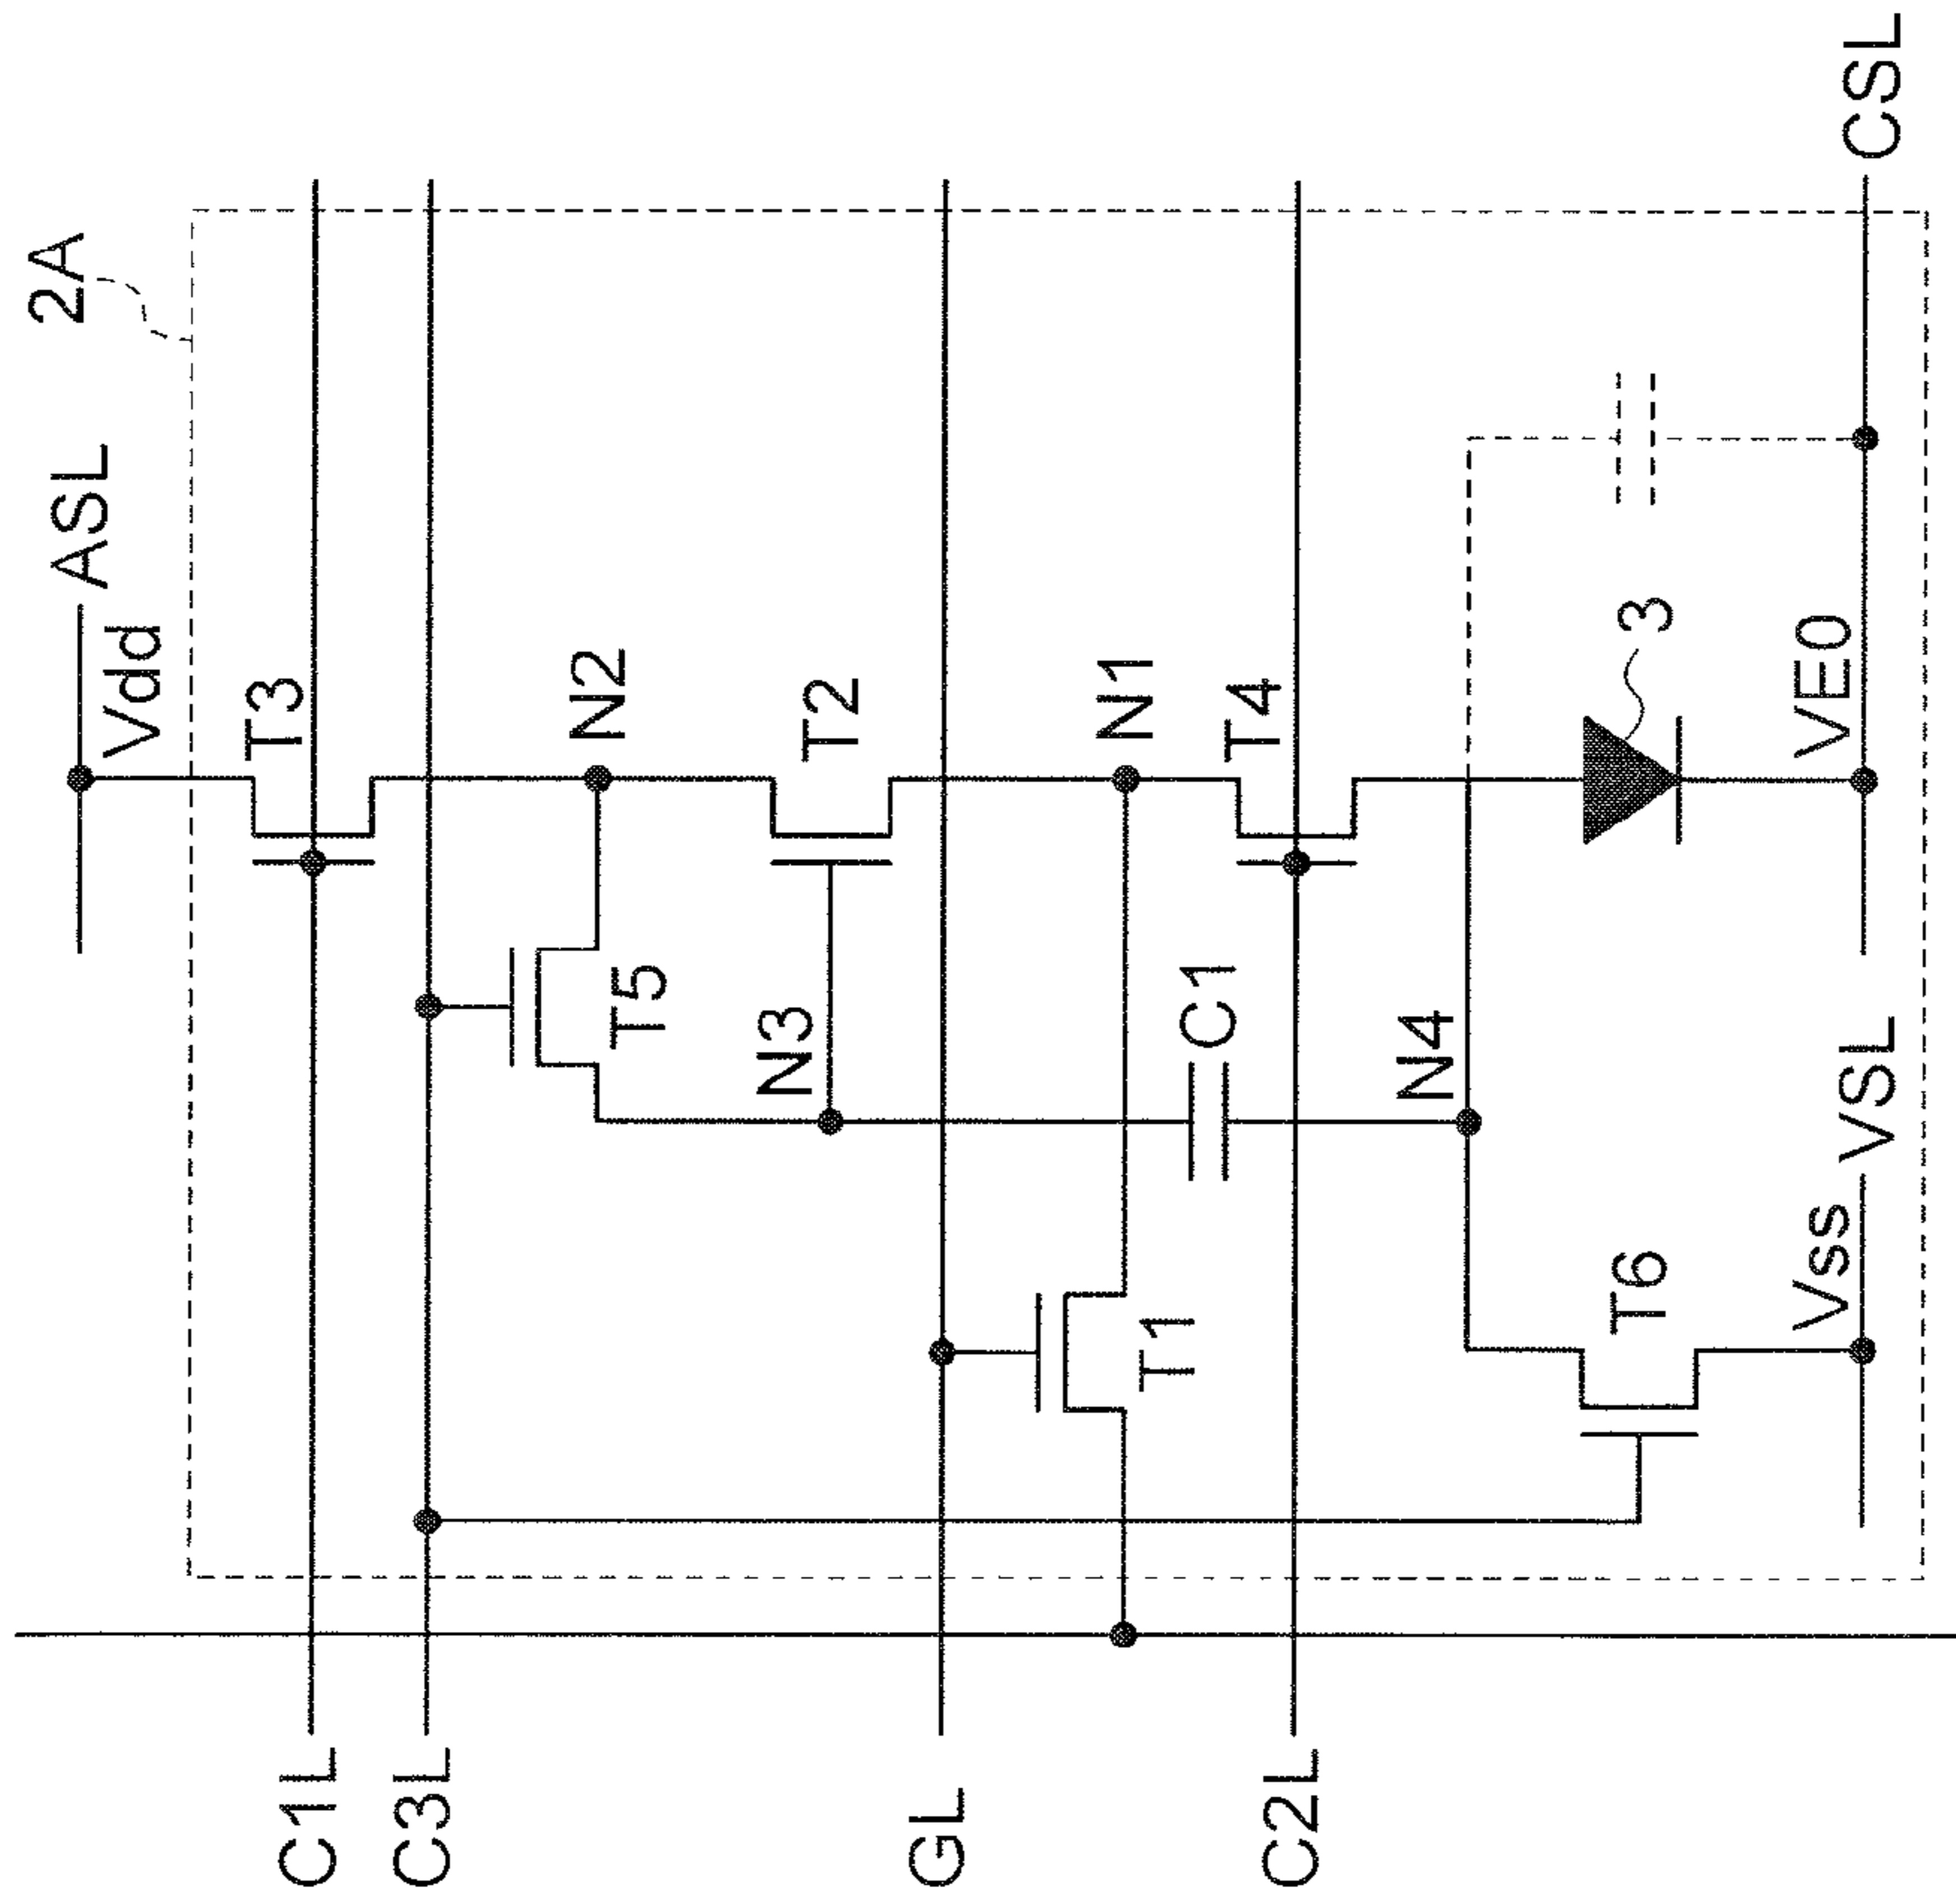 2A
ASL
Vdd
T3
N2
T5
T2
N3
N1
T4
C1
T1
N4
3
T6
VE0
Vss
VSL
CSL
C1L
C3L
GL
C2L